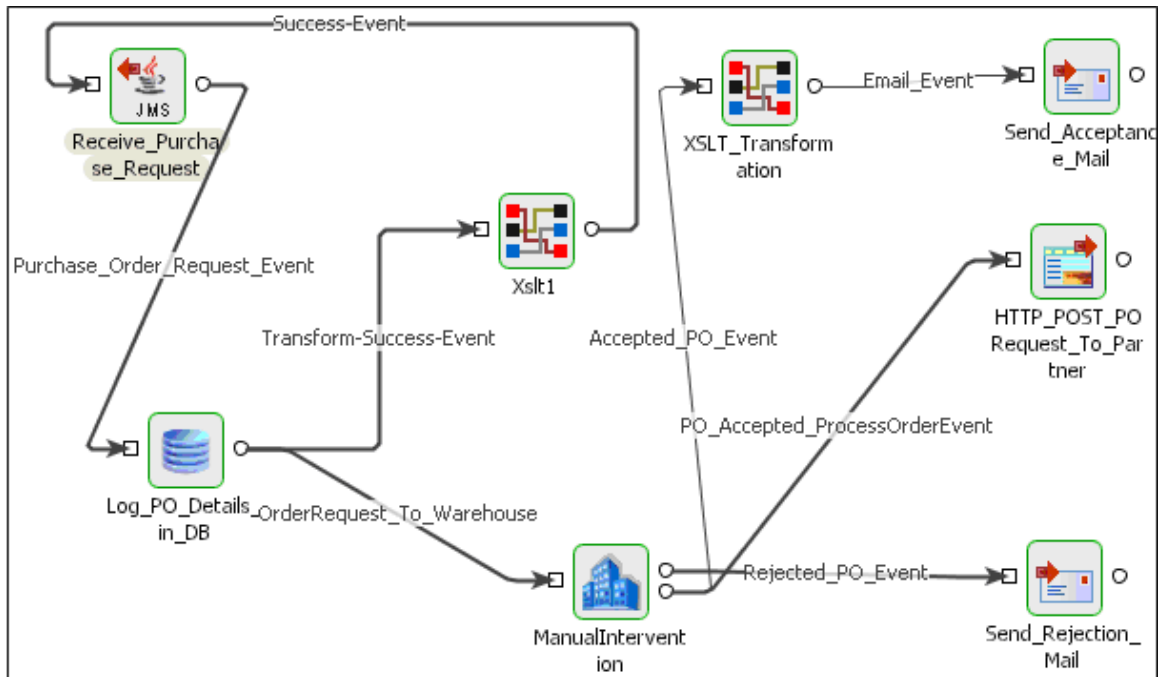 Success-Event
JMS
Receive_Purcha
se_Request
Email_Event
XSLT_Transform
ation
Send_Acceptanc
e_Mail
Purchase_Order_Request_Event
Xslt1
HTTP_POST_PO
Request_To_Par
tner
Transform-Success-Event
Accepted_PO_Event
PO_Accepted_ProcessOrderEvent
Log_PO_Details_
in_DB
OrderRequest_To_Warehouse
Rejected_PO_Event
ManualIntervent
ion
Send_Rejection_
Mail